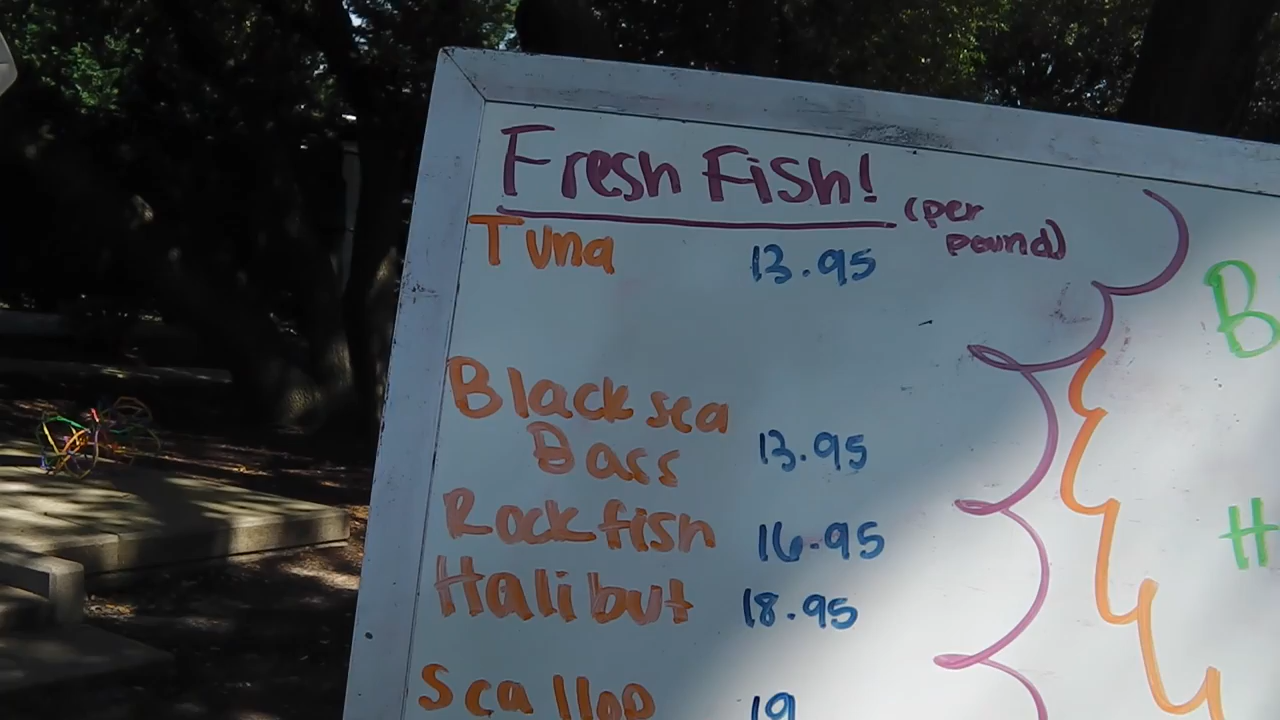 Fresh Fish!
(per
pound)
Tuna 13.95
Black sea
Bass 13.95
Rockfish 16.95
Halibut 18.95
Scallop 19
B
H